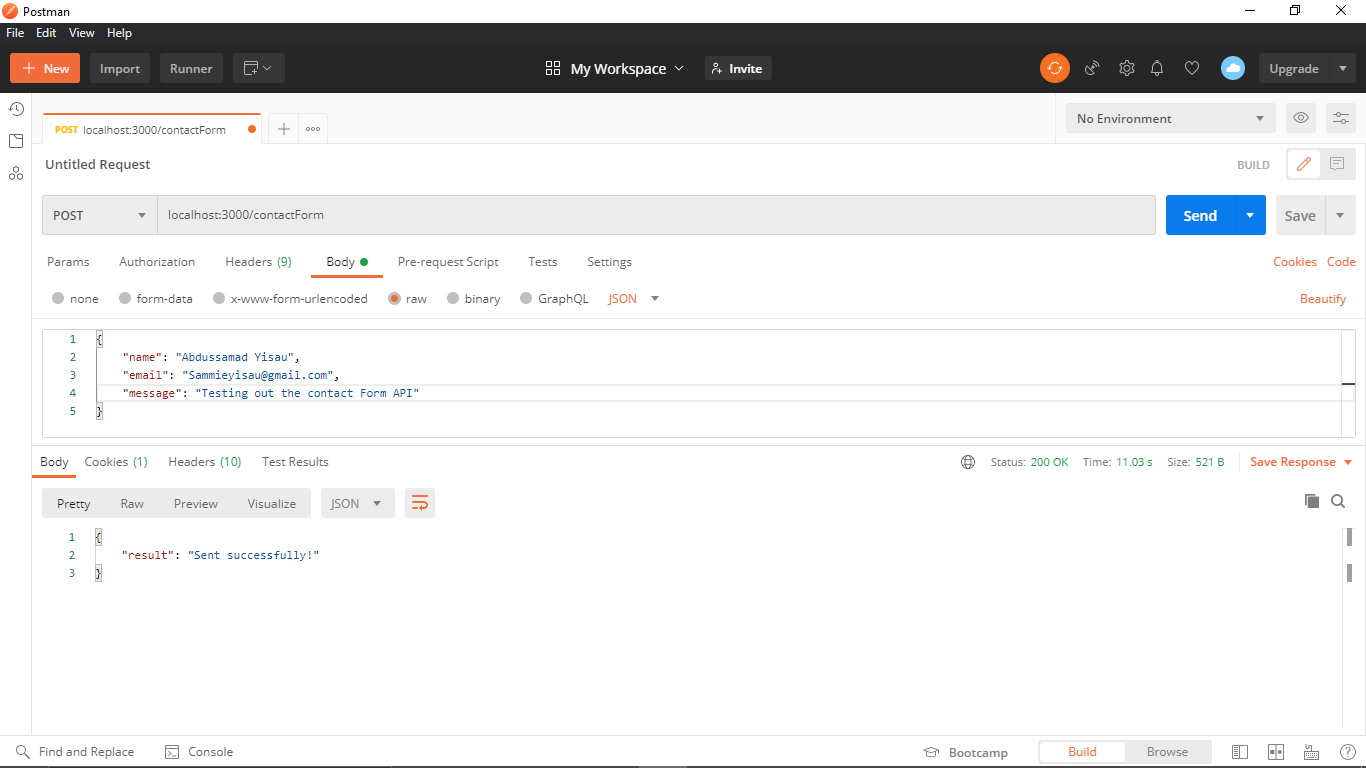 Postman
File Edit View Help
New Import Runner My Workspace Invite Upgrade
POST localhost:3000/contactForm No Environment
Untitled Request BUILD
POST localhost:3000/contactForm Send Save
Params Authorization Headers (9) Body Pre-request Script Tests Settings Cookies Code
none form-data x-www-form-urlencoded raw binary GraphQL JSON Beautify
1 {
2 "name": "Abdussamad Yisau",
3 "email": "Sammieyisau@gmail.com",
4 "message": "Testing out the contact Form API"
5 }
Body Cookies (1) Headers (10) Test Results Status: 200 OK Time: 11.03 s Size: 521 B Save Response
Pretty Raw Preview Visualize JSON
1 {
2 "result": "Sent successfully!"
3 }
Find and Replace Console Bootcamp Build Browse